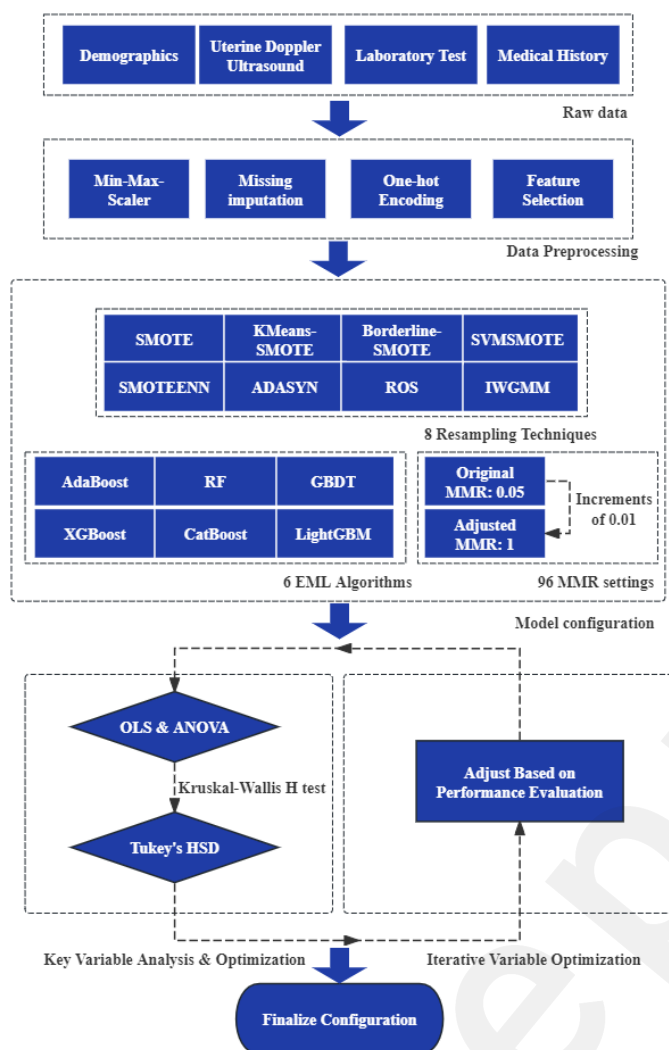 Demographics
Uterine Doppler
Ultrasound
Laboratory Test
Medical History
Raw data
Min-Max-
Scaler
Missing
imputation
One-hot
Encoding
Feature
Selection
Data Preprocessing
SMOTE
KMeans-
SMOTE
Borderline-
SMOTE
SVMSMOTE
SMOTEENN
ADASYN
ROS
IWGMM
8 Resampling Techniques
AdaBoost
RF
GBDT
XGBoost
CatBoost
LightGBM
6 EML Algorithms
Original
MMR: 0.05
Increments
of 0.01
Adjusted
MMR: 1
96 MMR settings
Model configuration
OLS & ANOVA
Kruskal-Wallis H test
Tukey's HSD
Adjust Based on
Performance Evaluation
Key Variable Analysis & Optimization
Iterative Variable Optimization
Finalize Configuration